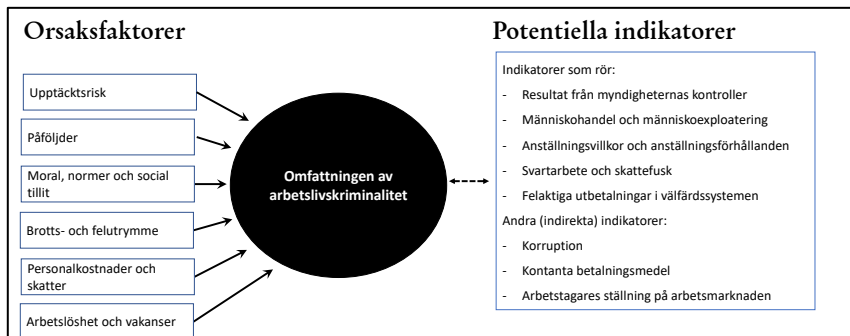 Orsaksfaktorer
Upptäcktsrisk
Påföljder
Moral, normer och social
tillit
Brotts- och felutrymme
Personalkostnader och
skatter
Arbetslöshet och vakanser
Omfattningen av
arbetslivskriminalitet
Potentiella indikatorer
Indikatorer som rör:
- Resultat från myndigheternas kontroller
- Människohandel och människoexploatering
- Anställningsvillkor och anställningsförhållanden
- Svartarbete och skattefusk
- Felaktiga utbetalningar i välfärdssystemen
Andra (indirekta) indikatorer:
- Korruption
- Kontanta betalningsmedel
- Arbetstagares ställning på arbetsmarknaden